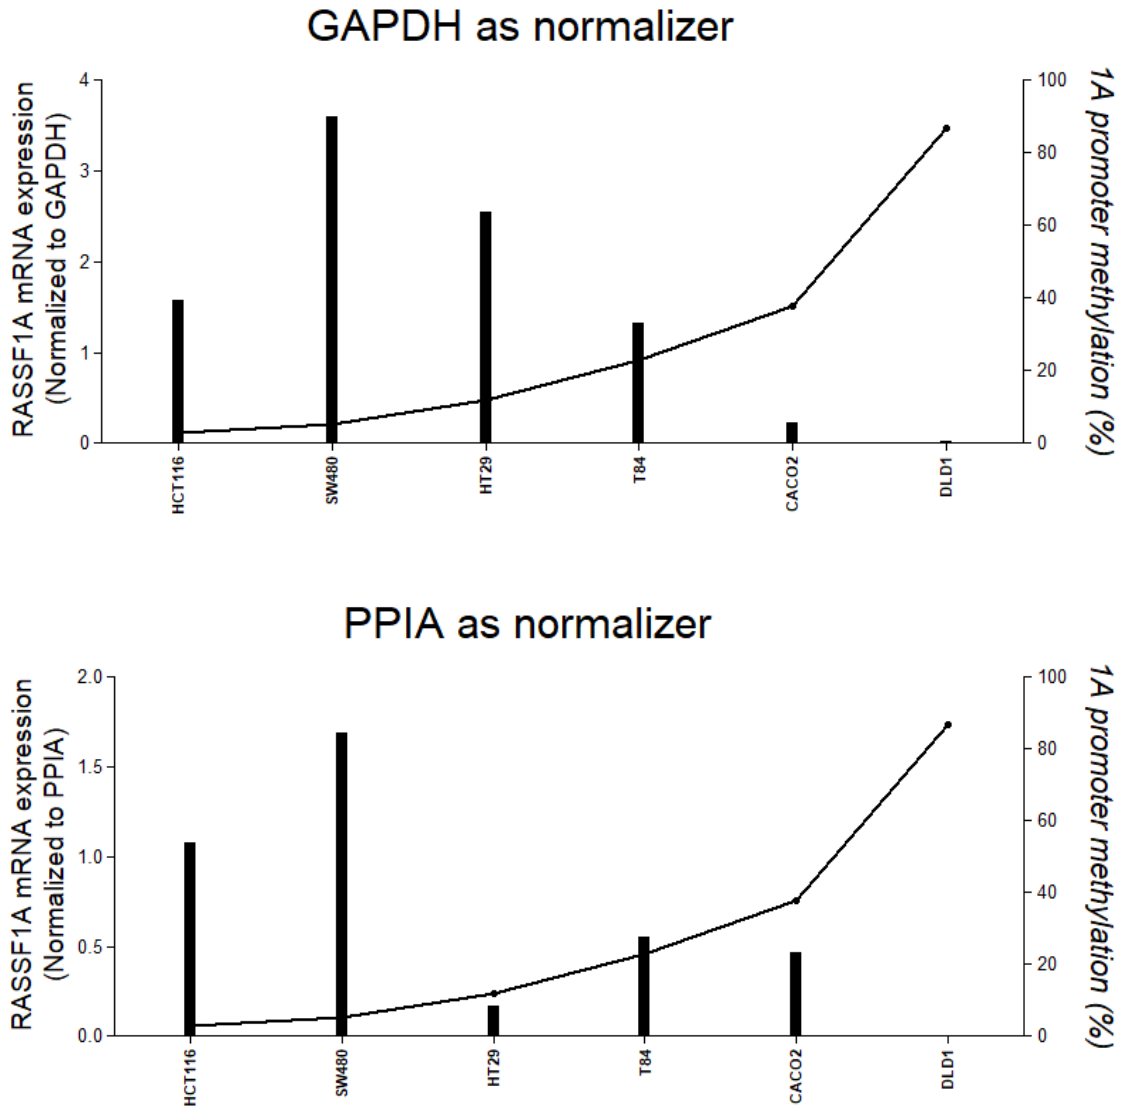 GAPDH as normalizer
RASSF1A mRNA expression
(Normalized to GAPDH)
4
3
2
1
0
100
80
60
40
20
0
1A promoter methylation (%)
HCT116
SW480
HT29
T84
CACO2
DLD1
PPIA as normalizer
RASSF1A mRNA expression
(Normalized to PPIA)
2.0
1.5
1.0
0.5
0.0
100
80
60
40
20
0
1A promoter methylation (%)
HCT116
SW480
HT29
T84
CACO2
DLD1